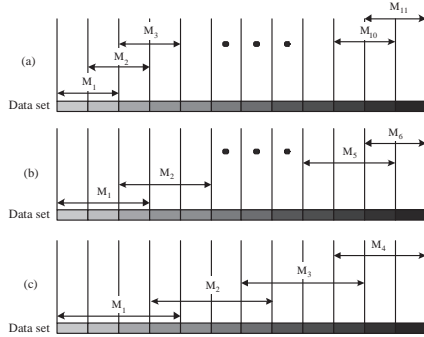 M11
M3
M10
(a)
M2
M1
Data set
M6
M5
(b)
M2
M1
Data set
M4
M3
(c)
M2
M1
Data set